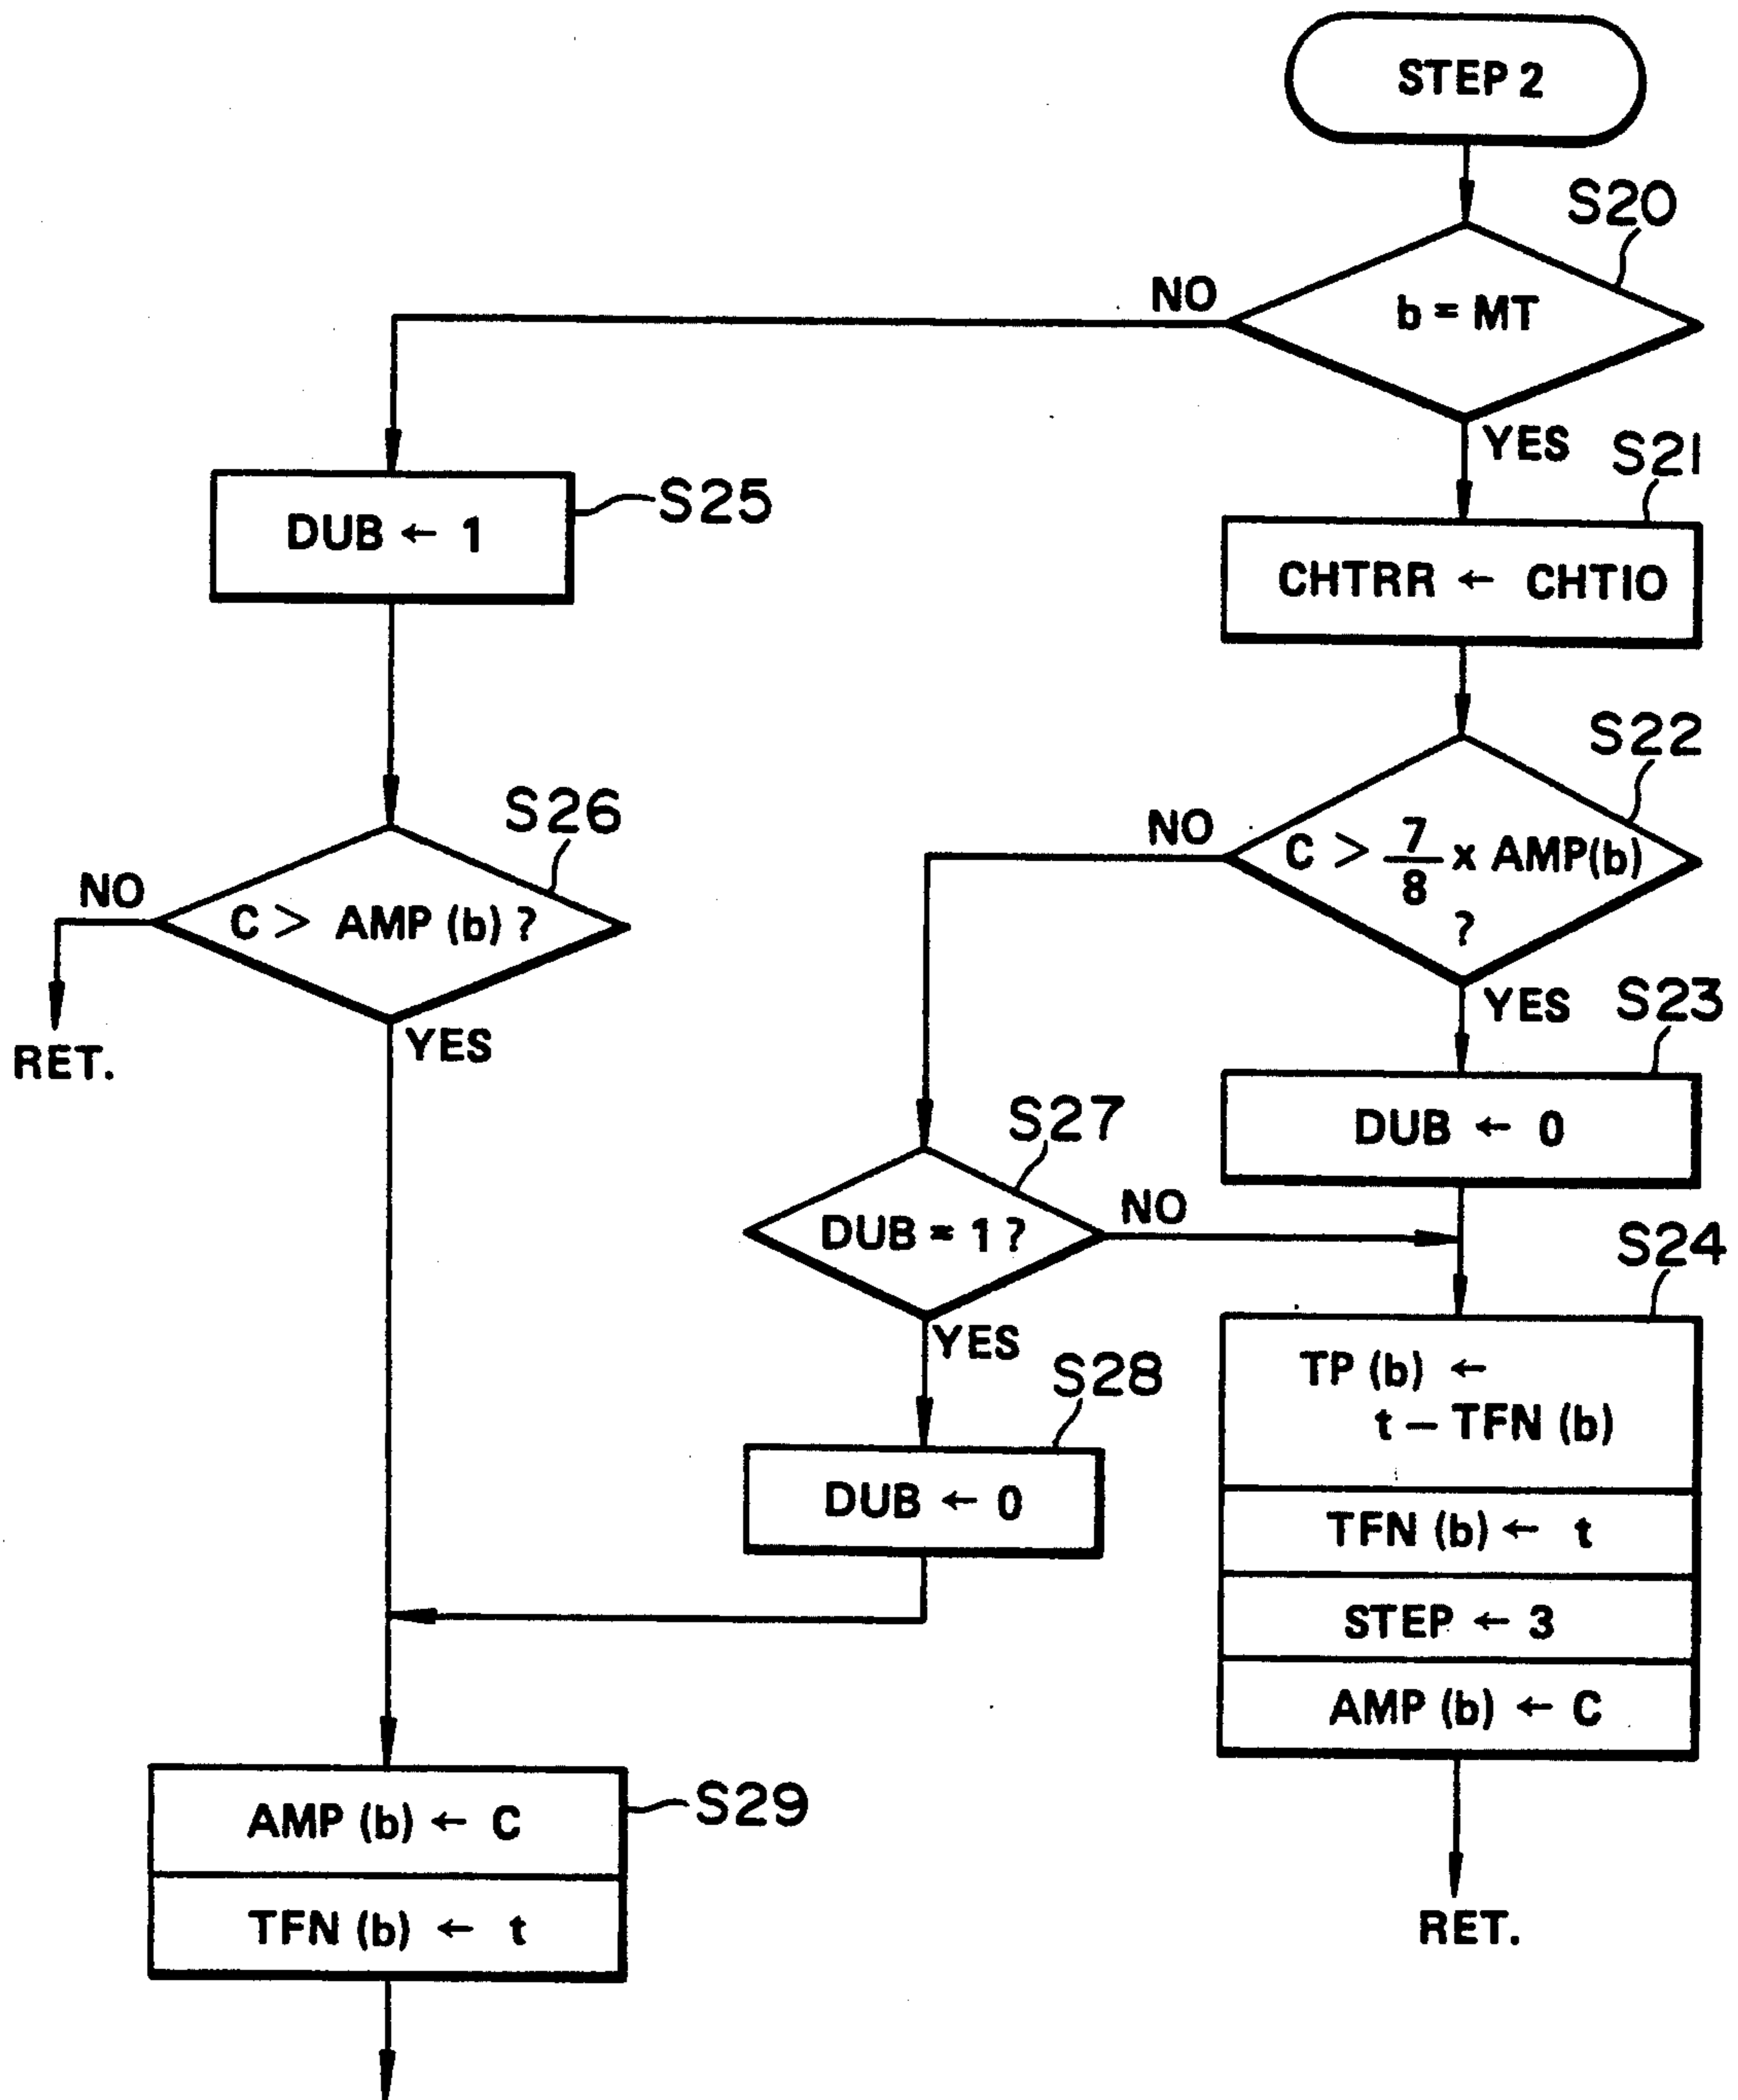 STEP 2
S20
b = MT
NO
YES
S21
CHTRR ← CHTIO
S25
DUB ← 1
S22
C > 7/8 x AMP(b)
?
NO
YES
S26
C > AMP (b) ?
NO
RET.
YES
S23
DUB ← 0
S27
DUB = 1 ?
NO
YES
S28
DUB ← 0
S24
TP (b) ←
t – TFN (b)
TFN (b) ← t
STEP ← 3
AMP (b) ← C
RET.
S29
AMP (b) ← C
TFN (b) ← t